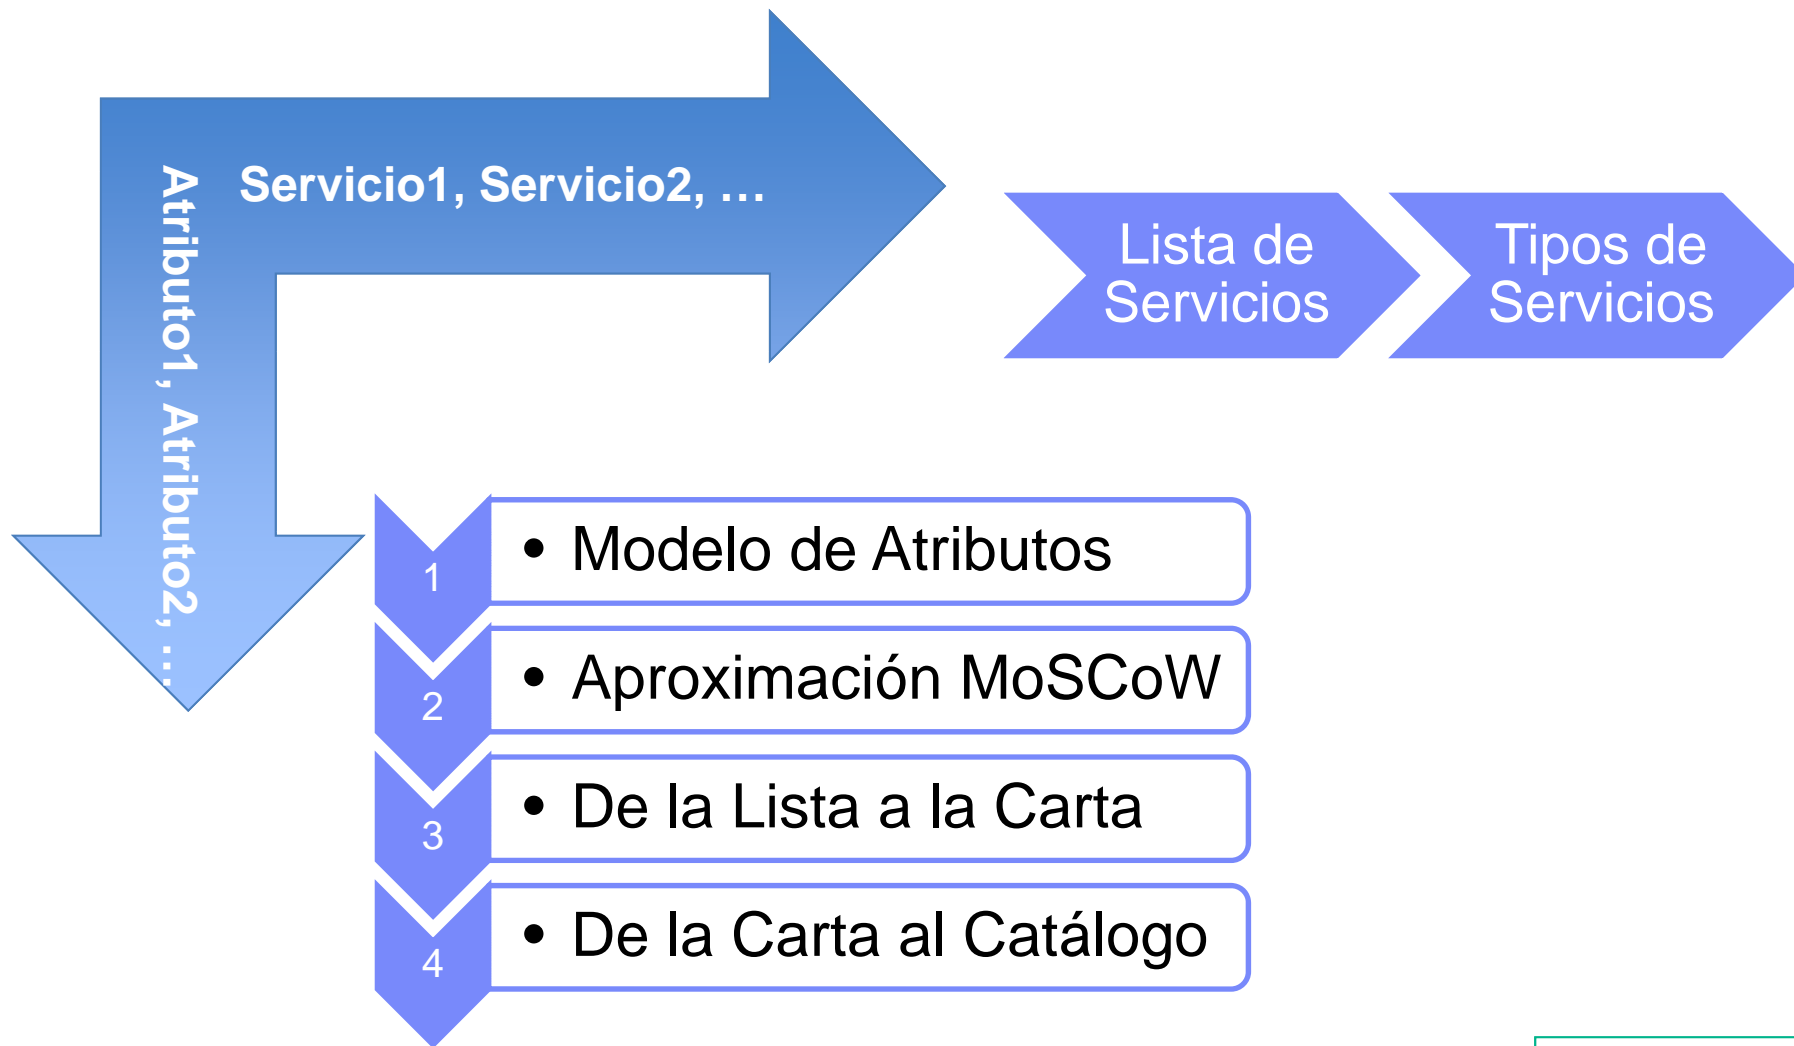 Servicio1, Servicio2, …
Atributo1, Atributo2, …
Lista de
Servicios
Tipos de
Servicios
1
• Modelo de Atributos
2
• Aproximación MoSCoW
3
• De la Lista a la Carta
4
• De la Carta al Catálogo